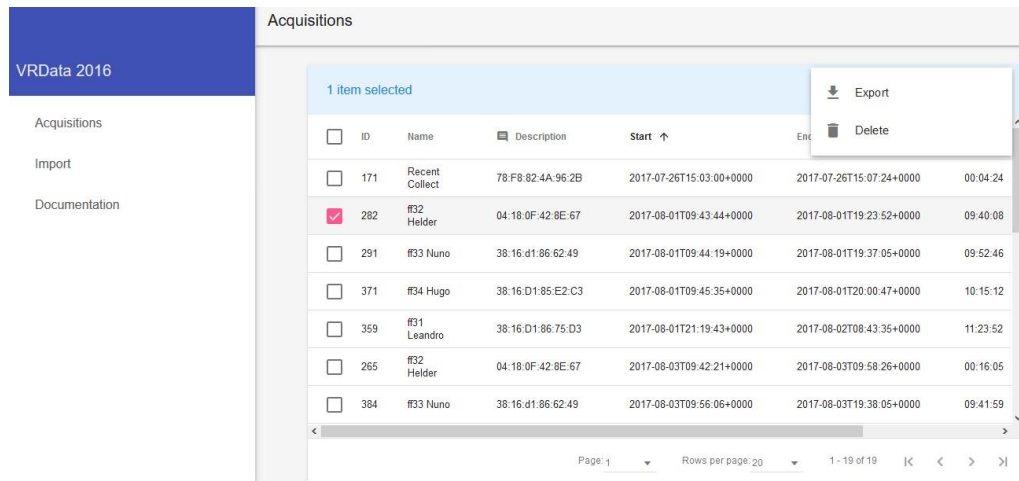 Acquisitions
VRData 2016
Acquisitions
Import
Documentation
1 item selected
Export
Delete
ID Name Description Start
171 Recent Collect 78:F8:82:4A:96:2B 2017-07-26T15:03:00+0000 2017-07-26T15:07:24+0000 00:04:24
282 ff32 Helder 04:18:0F:42:8E:67 2017-08-01T09:43:44+0000 2017-08-01T19:23:52+0000 09:40:08
291 ff33 Nuno 38:16:d1:86:62:49 2017-08-01T09:44:19+0000 2017-08-01T19:37:05+0000 09:52:46
371 ff34 Hugo 38:16:D1:85:E2:C3 2017-08-01T09:45:35+0000 2017-08-01T20:00:47+0000 10:15:12
359 ff31 Leandro 38:16:D1:86:75:D3 2017-08-01T21:19:43+0000 2017-08-02T08:43:35+0000 11:23:52
265 ff32 Helder 04:18:0F:42:8E:67 2017-08-03T09:42:21+0000 2017-08-03T09:58:26+0000 00:16:05
384 ff33 Nuno 38:16:d1:86:62:49 2017-08-03T09:56:06+0000 2017-08-03T19:38:05+0000 09:41:59
Page: 1 Rows per page: 20 1 - 19 of 19